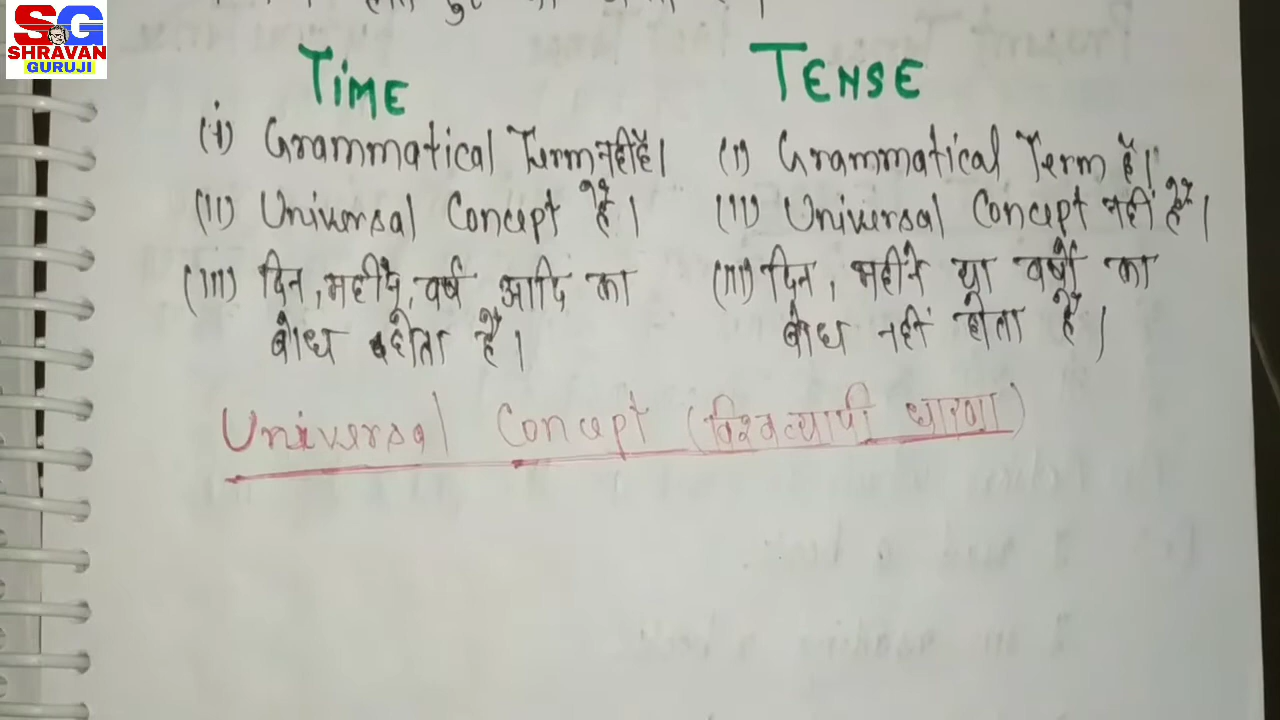 SG
SHRAVAN
GURUJI
TIME
(i) Grammatical Term नहीं है।
(ii) Universal Concept है।
(iii) दिन, महीने, वर्ष आदि का
बोध होता है।
TENSE
(i) Grammatical Term है।
(ii) Universal Concept नहीं है।
(iii) दिन, महीने या वर्षों का
बोध नहीं होता है।
Universal Concept (विश्वव्यापी धारणा)